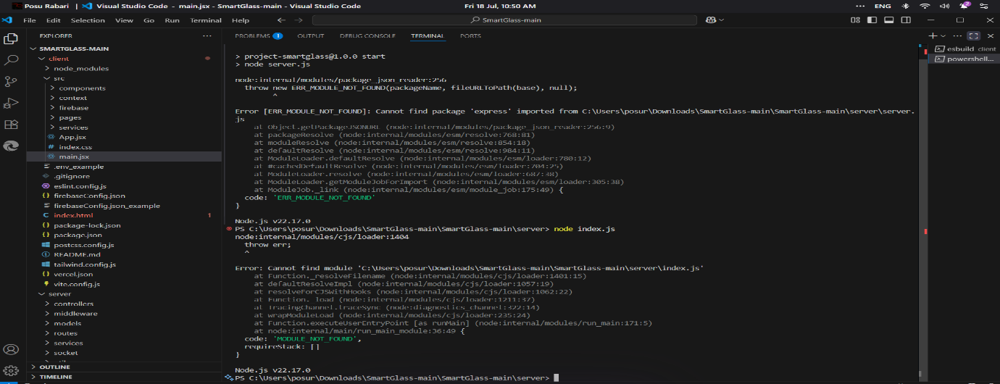 Posu Rabari | Visual Studio Code - main.jsx - SmartGlass-main - Visual Studio Code
Fri 18 Jul, 10:50 AM
ENG
2
File Edit Selection View Go Run Terminal Help
SmartGlass-main
EXPLORER
SMARTGLASS-MAIN
client
node_modules
src
components
context
firebase
pages
services
App.jsx
index.css
main.jsx
.env_example
.gitignore
eslint.config.js
firebaseConfig.json
firebaseConfig.json_example
index.html 1
package-lock.json
package.json
postcss.config.js
README.md
tailwind.config.js
vercel.json
vite.config.js
server
controllers
middleware
models
routes
services
socket
OUTLINE
TIMELINE
PROBLEMS 1 OUTPUT DEBUG CONSOLE TERMINAL PORTS
> project-smartglass@1.0.0 start
> node server.js
node:internal/modules/package_json_reader:256
throw new ERR_MODULE_NOT_FOUND(packageName, fileURLToPath(base), null);
^
Error [ERR_MODULE_NOT_FOUND]: Cannot find package 'express' imported from C:\Users\posur\Downloads\SmartGlass-main\SmartGlass-main\server\server.
js
at Object.getPackageJSONURL (node:internal/modules/package_json_reader:256:9)
at packageResolve (node:internal/modules/esm/resolve:768:81)
at moduleResolve (node:internal/modules/esm/resolve:854:18)
at defaultResolve (node:internal/modules/esm/resolve:984:11)
at ModuleLoader.defaultResolve (node:internal/modules/esm/loader:780:12)
at #cachedDefaultResolve (node:internal/modules/esm/loader:704:25)
at ModuleLoader.resolve (node:internal/modules/esm/loader:687:38)
at ModuleLoader.getModuleJobForImport (node:internal/modules/esm/loader:305:38)
at ModuleJob._link (node:internal/modules/esm/module_job:175:49) {
code: 'ERR_MODULE_NOT_FOUND'
}
Node.js v22.17.0
PS C:\Users\posur\Downloads\SmartGlass-main\SmartGlass-main\server> node index.js
node:internal/modules/cjs/loader:1404
throw err;
^
Error: Cannot find module 'C:\Users\posur\Downloads\SmartGlass-main\SmartGlass-main\server\index.js'
at Function._resolveFilename (node:internal/modules/cjs/loader:1401:15)
at defaultResolveImpl (node:internal/modules/cjs/loader:1057:19)
at resolveForCJSWithHooks (node:internal/modules/cjs/loader:1062:22)
at Function._load (node:internal/modules/cjs/loader:1211:37)
at TracingChannel.traceSync (node:diagnostics_channel:322:14)
at wrapModuleLoad (node:internal/modules/cjs/loader:235:24)
at Function.executeUserEntryPoint [as runMain] (node:internal/modules/run_main:171:5)
at node:internal/main/run_main_module:36:49 {
code: 'MODULE_NOT_FOUND',
requireStack: []
}
Node.js v22.17.0
PS C:\Users\posur\Downloads\SmartGlass-main\SmartGlass-main\server>
esbuild client
powershell...